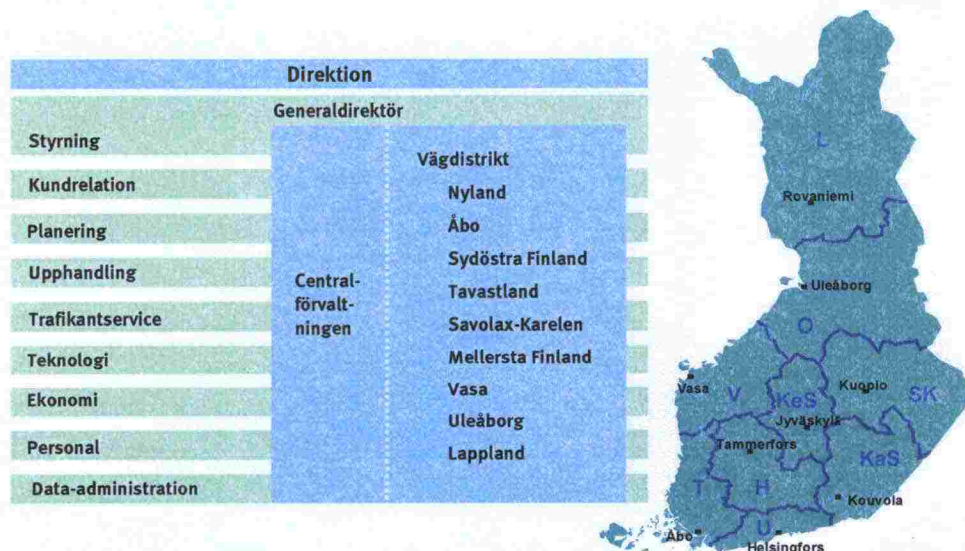 Direktion
Generaldirektör
Styrning
Kundrelation
Planering
Upphandling
Trafikantservice
Teknologi
Ekonomi
Personal
Data-administration
Central-
förvalt-
ningen
Vägdistrikt
Nyland
Åbo
Sydöstra Finland
Tavastland
Savolax-Karelen
Mellersta Finland
Vasa
Uleåborg
Lappland
L
Rovaniemi
Uleåborg
O
Vasa
V
KeS
Kuopio
SK
Jyväskylä
Tammerfors
KaS
T
H
Kouvola
U
Åbo
Helsingfors